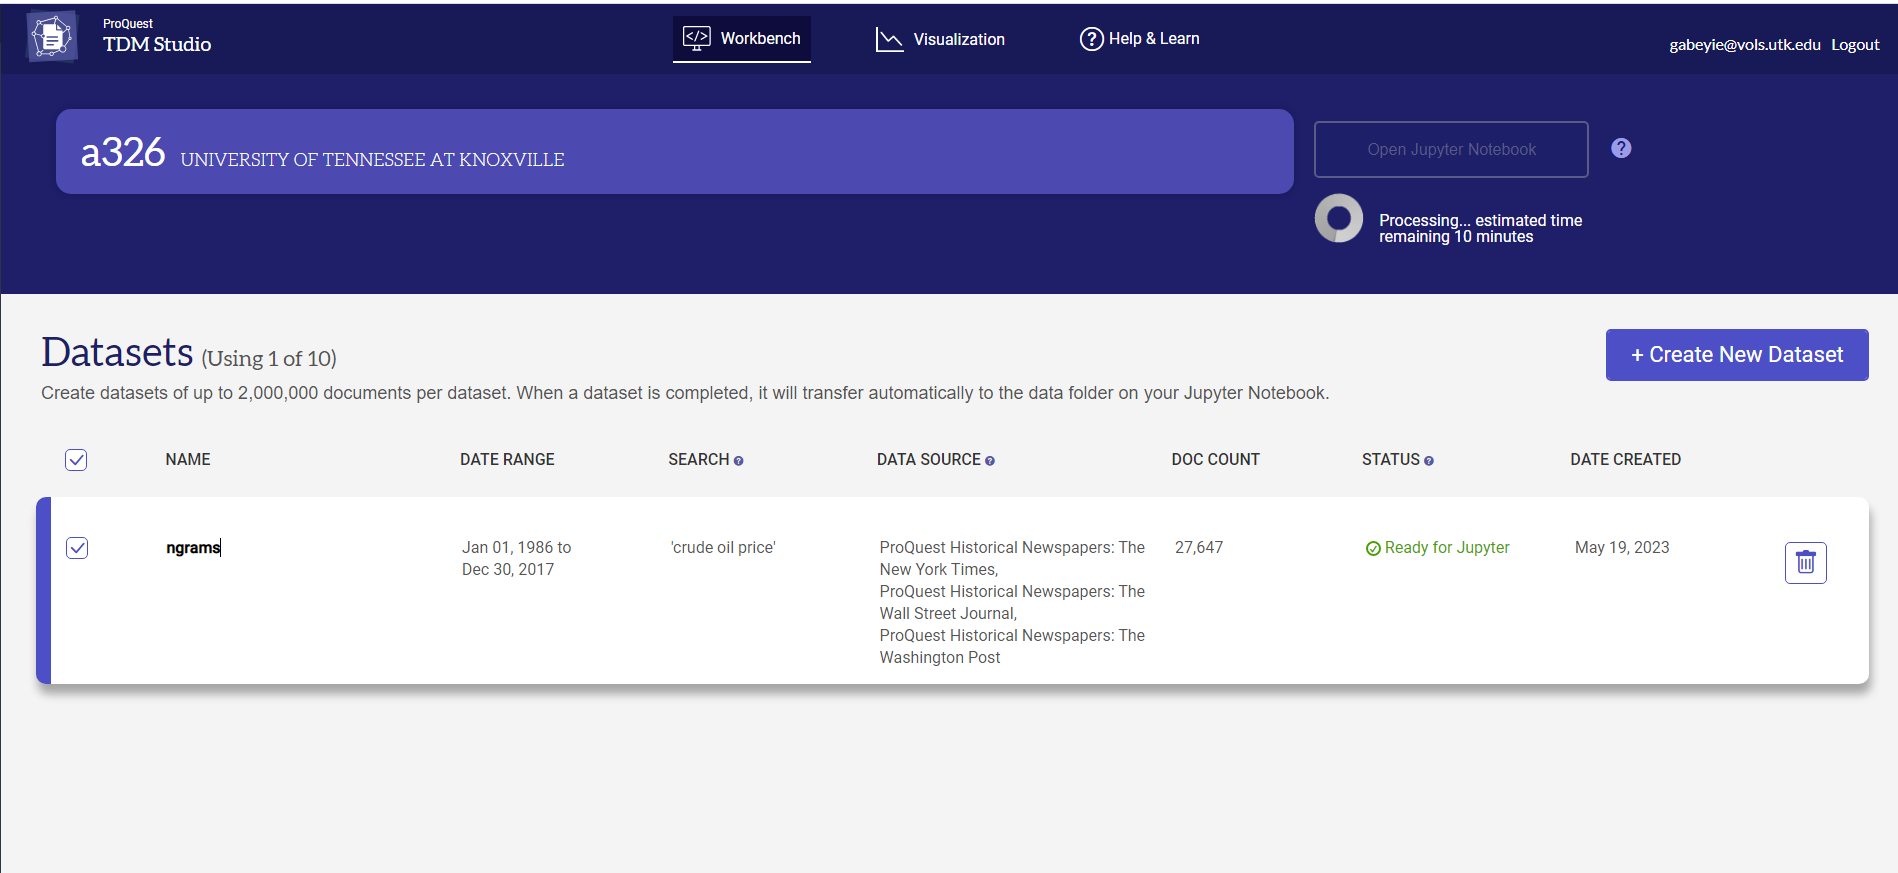 ProQuest
TDM Studio
Workbench
Visualization
Help & Learn
gabeyie@vols.utk.edu Logout
a326 UNIVERSITY OF TENNESSEE AT KNOXVILLE
Open Jupyter Notebook
Processing... estimated time
remaining 10 minutes
Datasets (Using 1 of 10)
+ Create New Dataset
Create datasets of up to 2,000,000 documents per dataset. When a dataset is completed, it will transfer automatically to the data folder on your Jupyter Notebook.
NAME DATE RANGE SEARCH DATA SOURCE DOC COUNT STATUS DATE CREATED
ngrams
Jan 01, 1986 to
Dec 30, 2017
'crude oil price'
ProQuest Historical Newspapers: The
New York Times,
ProQuest Historical Newspapers: The
Wall Street Journal,
ProQuest Historical Newspapers: The
Washington Post
27,647
Ready for Jupyter
May 19, 2023